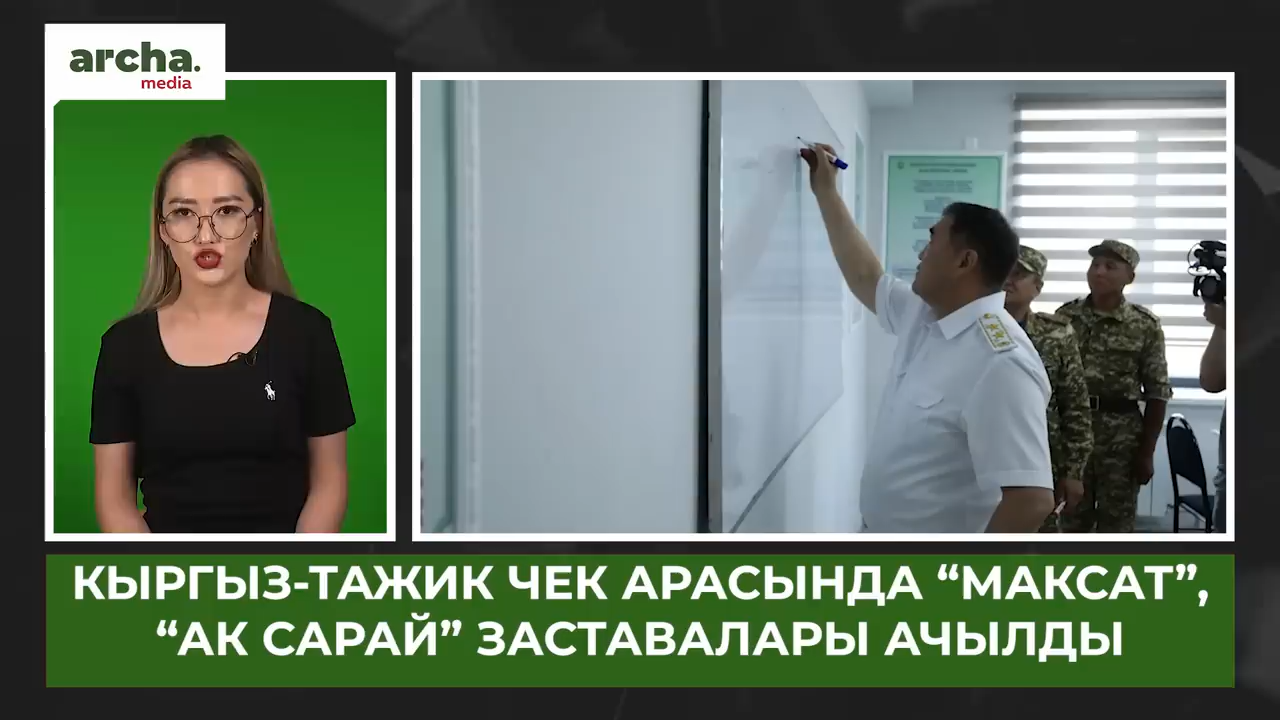 archa.
media
КЫРГЫЗ-ТАЖИК ЧЕК АРАСЫНДА “МАКСАТ”,
“АК САРАЙ” ЗАСТАВАЛАРЫ АЧЫЛДЫ